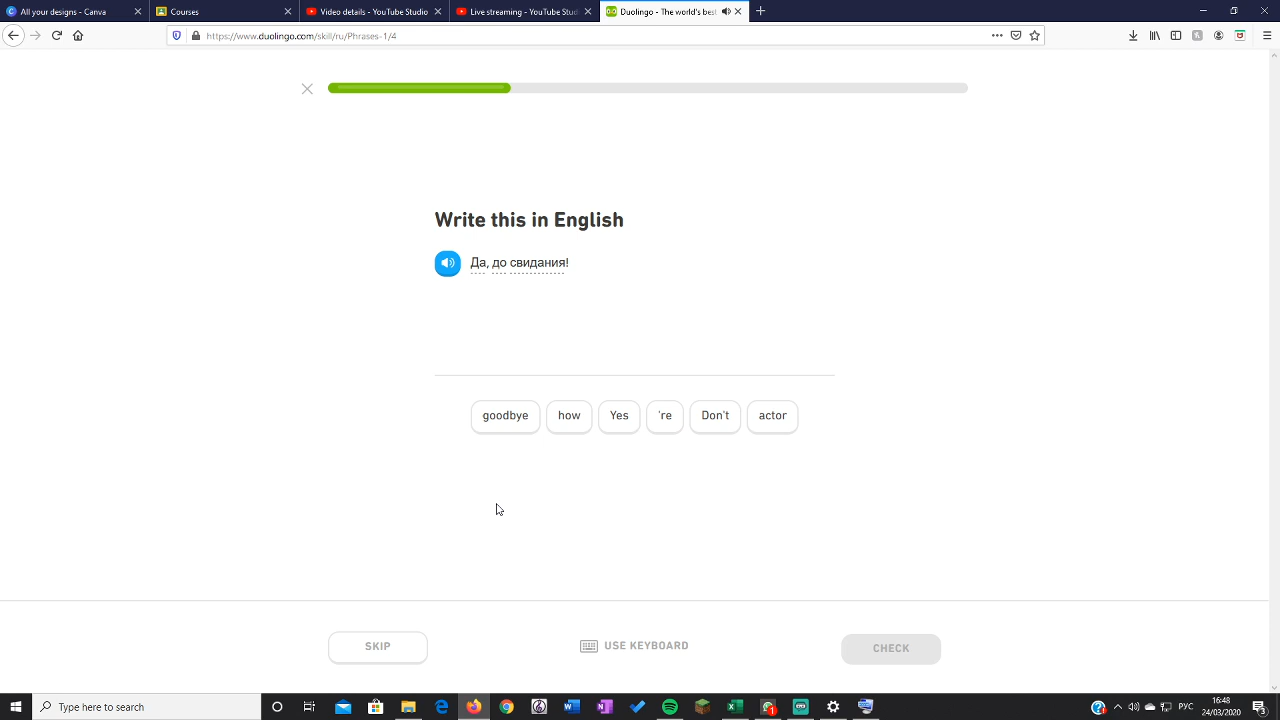 All your designs - Canva
Courses
Video details - YouTube Studio
Live streaming - YouTube Stud
Duolingo - The world's best
https://www.duolingo.com/skill/ru/Phrases-1/4
Write this in English
Да, до свидания!
goodbye how Yes 're Don't actor
SKIP
USE KEYBOARD
CHECK
Type here to search
РУС
16:48
24/03/2020